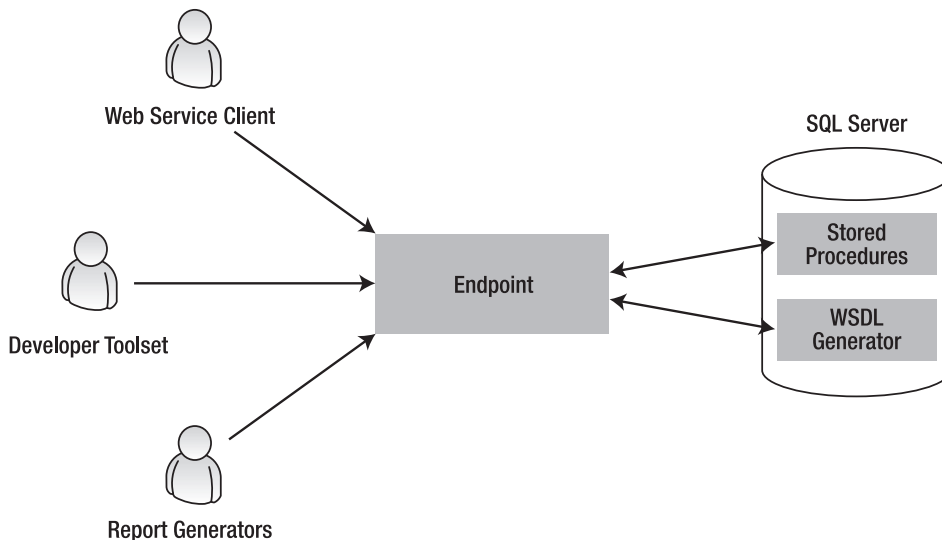 Web Service Client
SQL Server
Stored
Procedures
Endpoint
WSDL
Generator
Developer Toolset
Report Generators